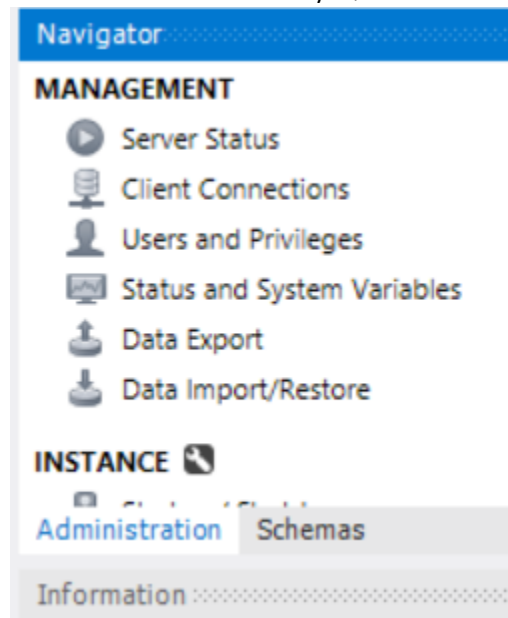 Navigator
MANAGEMENT
Server Status
Client Connections
Users and Privileges
Status and System Variables
Data Export
Data Import/Restore
INSTANCE
Administration Schemas
Information